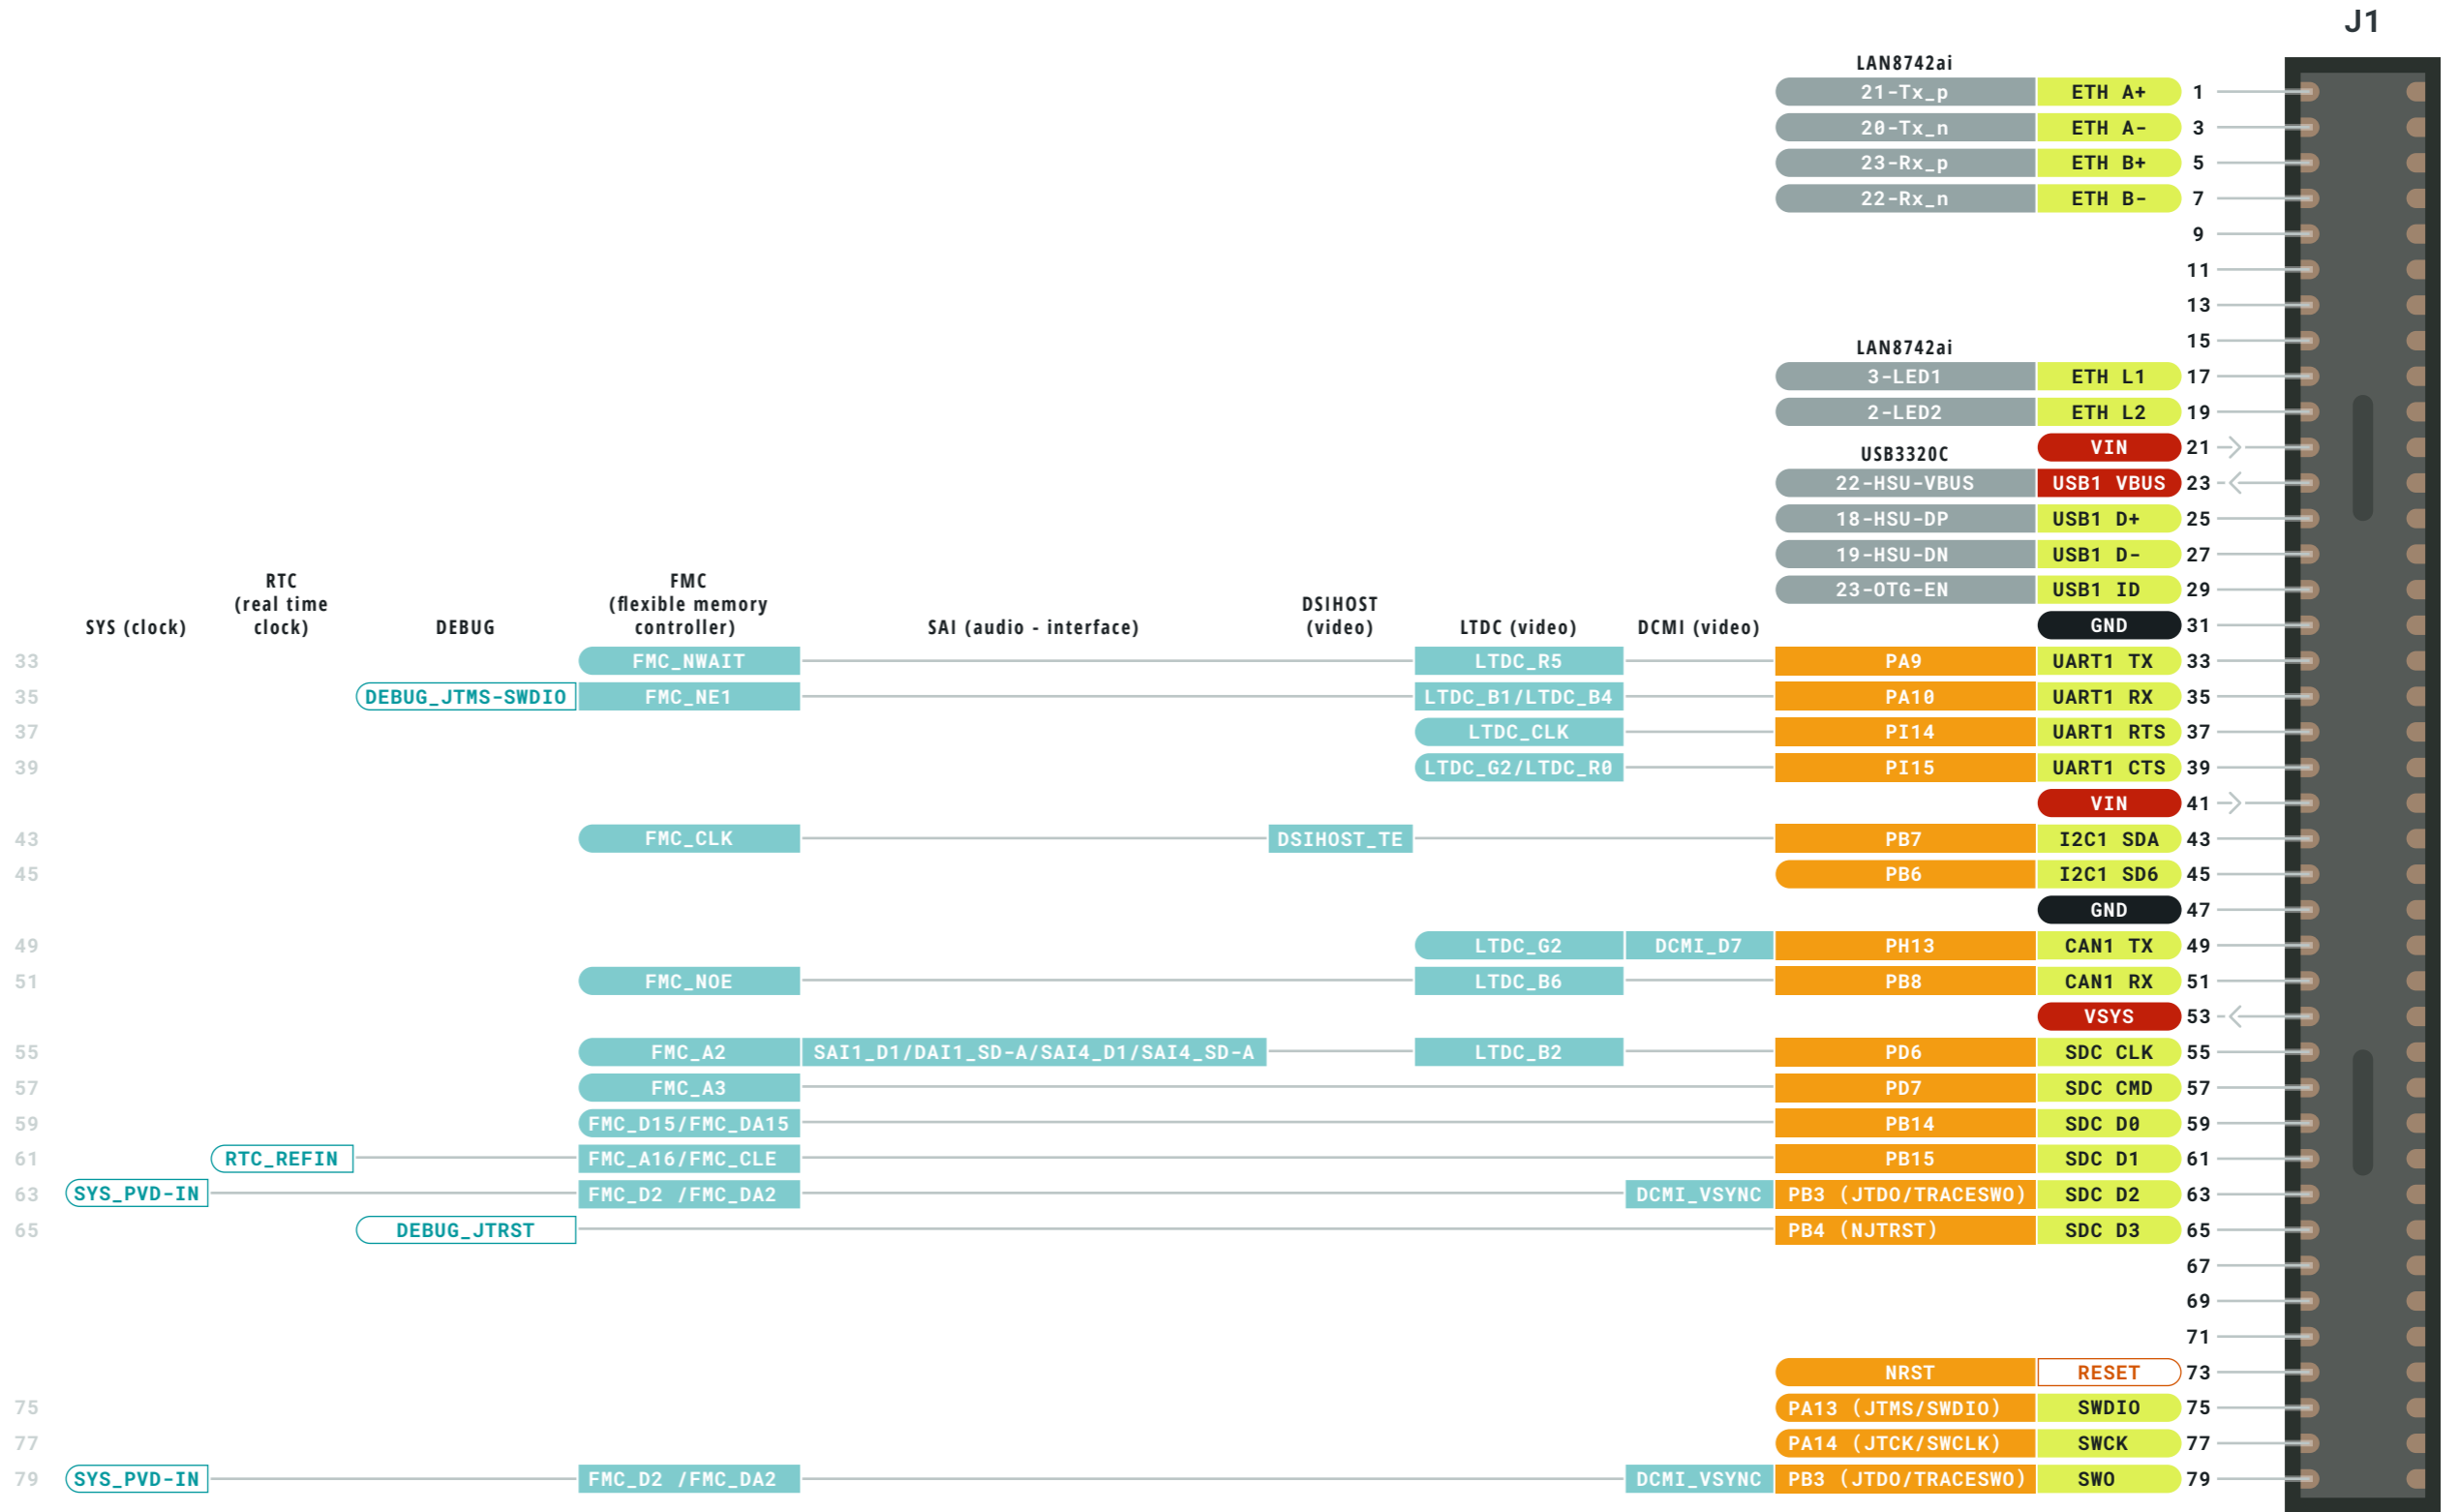 J1
LAN8742ai
21-Tx_p ETH A+ 1
20-Tx_n ETH A- 3
23-Rx_p ETH B+ 5
22-Rx_n ETH B- 7
9
11
13
15
LAN8742ai
3-LED1 ETH L1 17
2-LED2 ETH L2 19
VIN 21
USB3320C
22-HSU-VBUS USB1 VBUS 23
18-HSU-DP USB1 D+ 25
19-HSU-DN USB1 D- 27
23-OTG-EN USB1 ID 29
SYS (clock)
RTC
(real time
clock)
DEBUG
FMC
(flexible memory
controller)
SAI (audio - interface)
DSIHOST
(video)
LTDC (video)
DCMI (video)
GND 31
33 FMC_NWAIT LTDC_R5 PA9 UART1 TX 33
35 DEBUG_JTMS-SWDIO FMC_NE1 LTDC_B1/LTDC_B4 PA10 UART1 RX 35
37 LTDC_CLK PI14 UART1 RTS 37
39 LTDC_G2/LTDC_R0 PI15 UART1 CTS 39
VIN 41
43 FMC_CLK DSIHOST_TE PB7 I2C1 SDA 43
45 PB6 I2C1 SD6 45
GND 47
49 LTDC_G2 DCMI_D7 PH13 CAN1 TX 49
51 FMC_NOE LTDC_B6 PB8 CAN1 RX 51
VSYS 53
55 FMC_A2 SAI1_D1/DAI1_SD-A/SAI4_D1/SAI4_SD-A LTDC_B2 PD6 SDC CLK 55
57 FMC_A3 PD7 SDC CMD 57
59 FMC_D15/FMC_DA15 PB14 SDC D0 59
61 RTC_REFIN FMC_A16/FMC_CLE PB15 SDC D1 61
63 SYS_PVD-IN FMC_D2 /FMC_DA2 DCMI_VSYNC PB3 (JTDO/TRACESWO) SDC D2 63
65 DEBUG_JTRST PB4 (NJTRST) SDC D3 65
67
69
71
NRST RESET 73
75 PA13 (JTMS/SWDIO) SWDIO 75
77 PA14 (JTCK/SWCLK) SWCK 77
79 SYS_PVD-IN FMC_D2 /FMC_DA2 DCMI_VSYNC PB3 (JTDO/TRACESWO) SWO 79